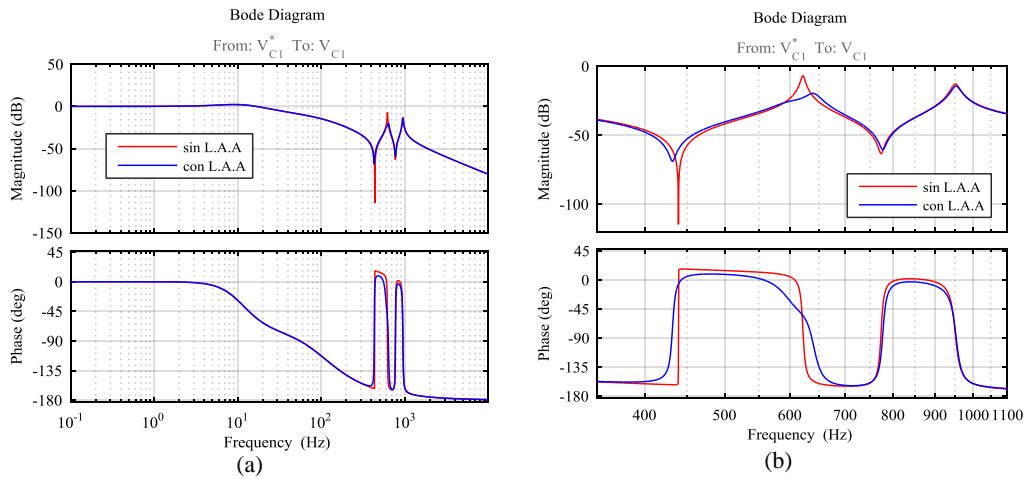 Bode Diagram
From: V*C1 To: VC1
50
0
-50
-100
-150
Magnitude (dB)
sin L.A.A
con L.A.A
45
0
-45
-90
-135
-180
Phase (deg)
10-1 100 101 102 103
Frequency (Hz)
(a)
Bode Diagram
From: V*C1 To: VC1
0
-50
-100
Magnitude (dB)
sin L.A.A
con L.A.A
45
0
-45
-90
-135
-180
Phase (deg)
400 500 600 700 800 900 1000 1100
Frequency (Hz)
(b)